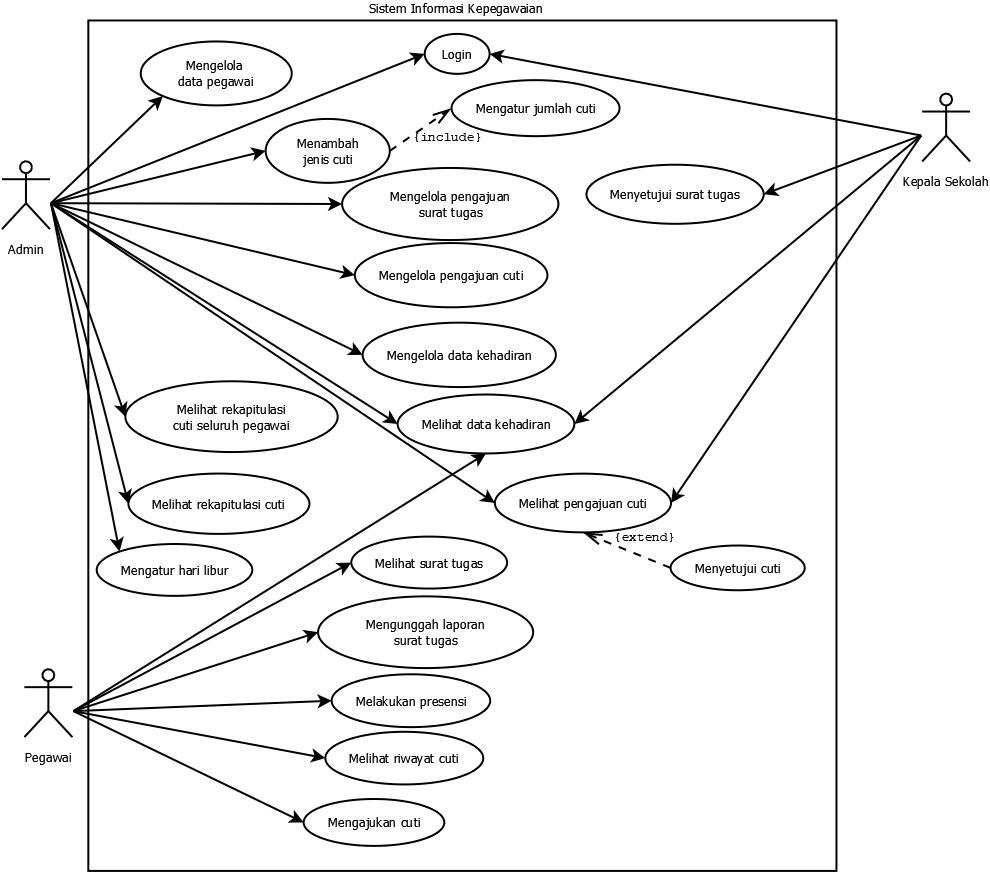 Sistem Informasi Kepegawaian
Login
Mengelola
data pegawai
Mengatur jumlah cuti
{include}
Menambah
jenis cuti
Kepala Sekolah
Menyetujui surat tugas
Mengelola pengajuan
surat tugas
Admin
Mengelola pengajuan cuti
Mengelola data kehadiran
Melihat rekapitulasi
cuti seluruh pegawai
Melihat data kehadiran
Melihat rekapitulasi cuti
Melihat pengajuan cuti
{extend}
Menyetujui cuti
Mengatur hari libur
Melihat surat tugas
Mengunggah laporan
surat tugas
Melakukan presensi
Pegawai
Melihat riwayat cuti
Mengajukan cuti